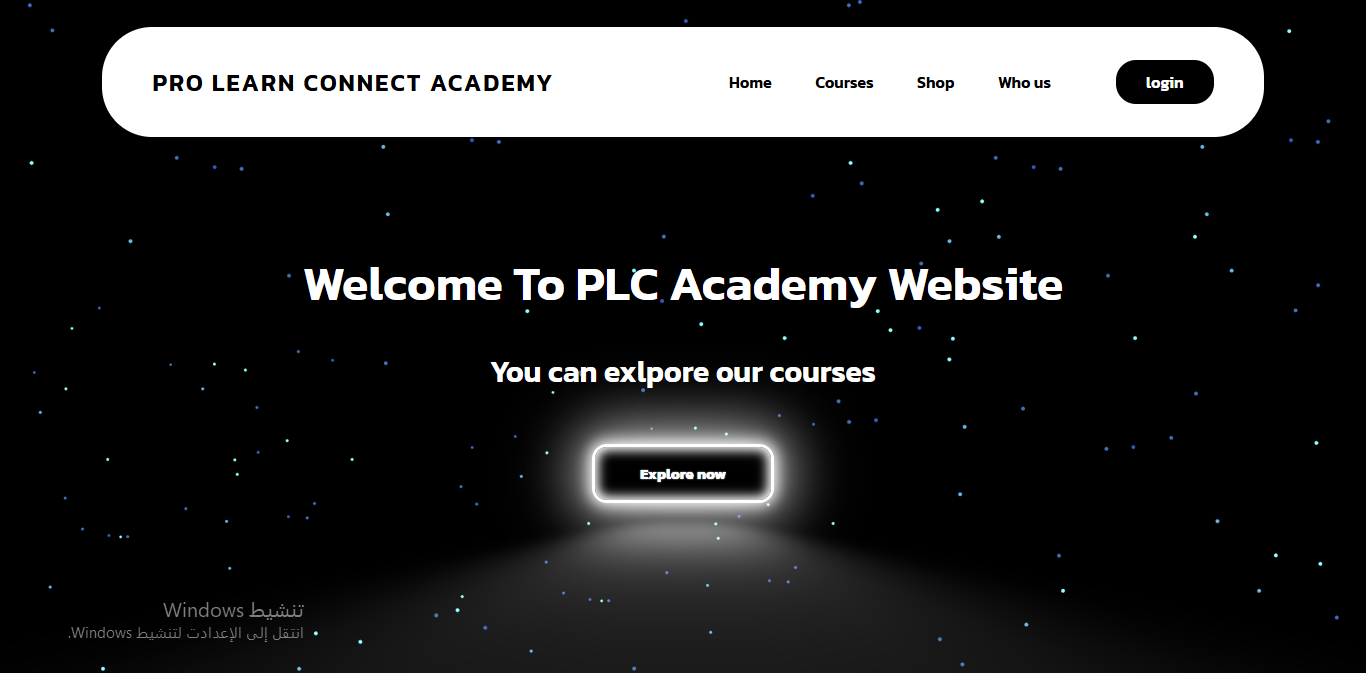 PRO LEARN CONNECT ACADEMY
Home Courses Shop Who us login
Welcome To PLC Academy Website
You can exlpore our courses
Explore now
تنشيط Windows
انتقل إلى الإعدادت لتنشيط Windows.